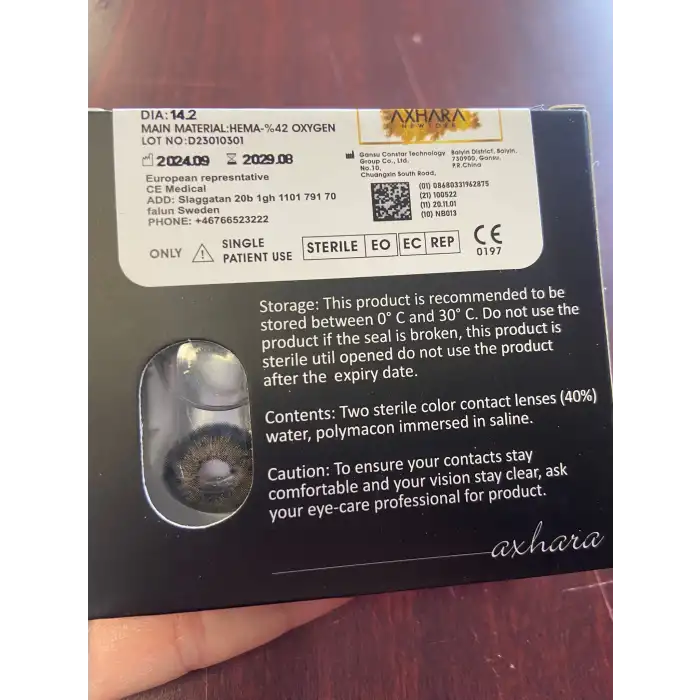 DIA:14.2
MAIN MATERIAL:HEMA-%42 OXYGEN
LOT NO:D23010301
2024.09 2029.08
European represntative
CE Medical
ADD: Slaggatan 20b 1gh 1101 791 70
falun Sweden
PHONE: +46766523222
AXHARA
NEWYORK
Gansu Constar Technology
Group Co., Ltd.
No.10,
Chuangxin South Road,
Baiyin District, Baiyin,
730900, Gansu,
P.R.China
(01) 08680331962875
(21) 100522
(11) 20.11.01
(10) NB013
ONLY SINGLE
PATIENT USE
STERILE EO EC REP
CE
0197
Storage: This product is recommended to be
stored between 0° C and 30° C. Do not use the
product if the seal is broken, this product is
sterile util opened do not use the product
after the expiry date.
Contents: Two sterile color contact lenses (40%)
water, polymacon immersed in saline.
Caution: To ensure your contacts stay
comfortable and your vision stay clear, ask
your eye-care professional for product.
axhara